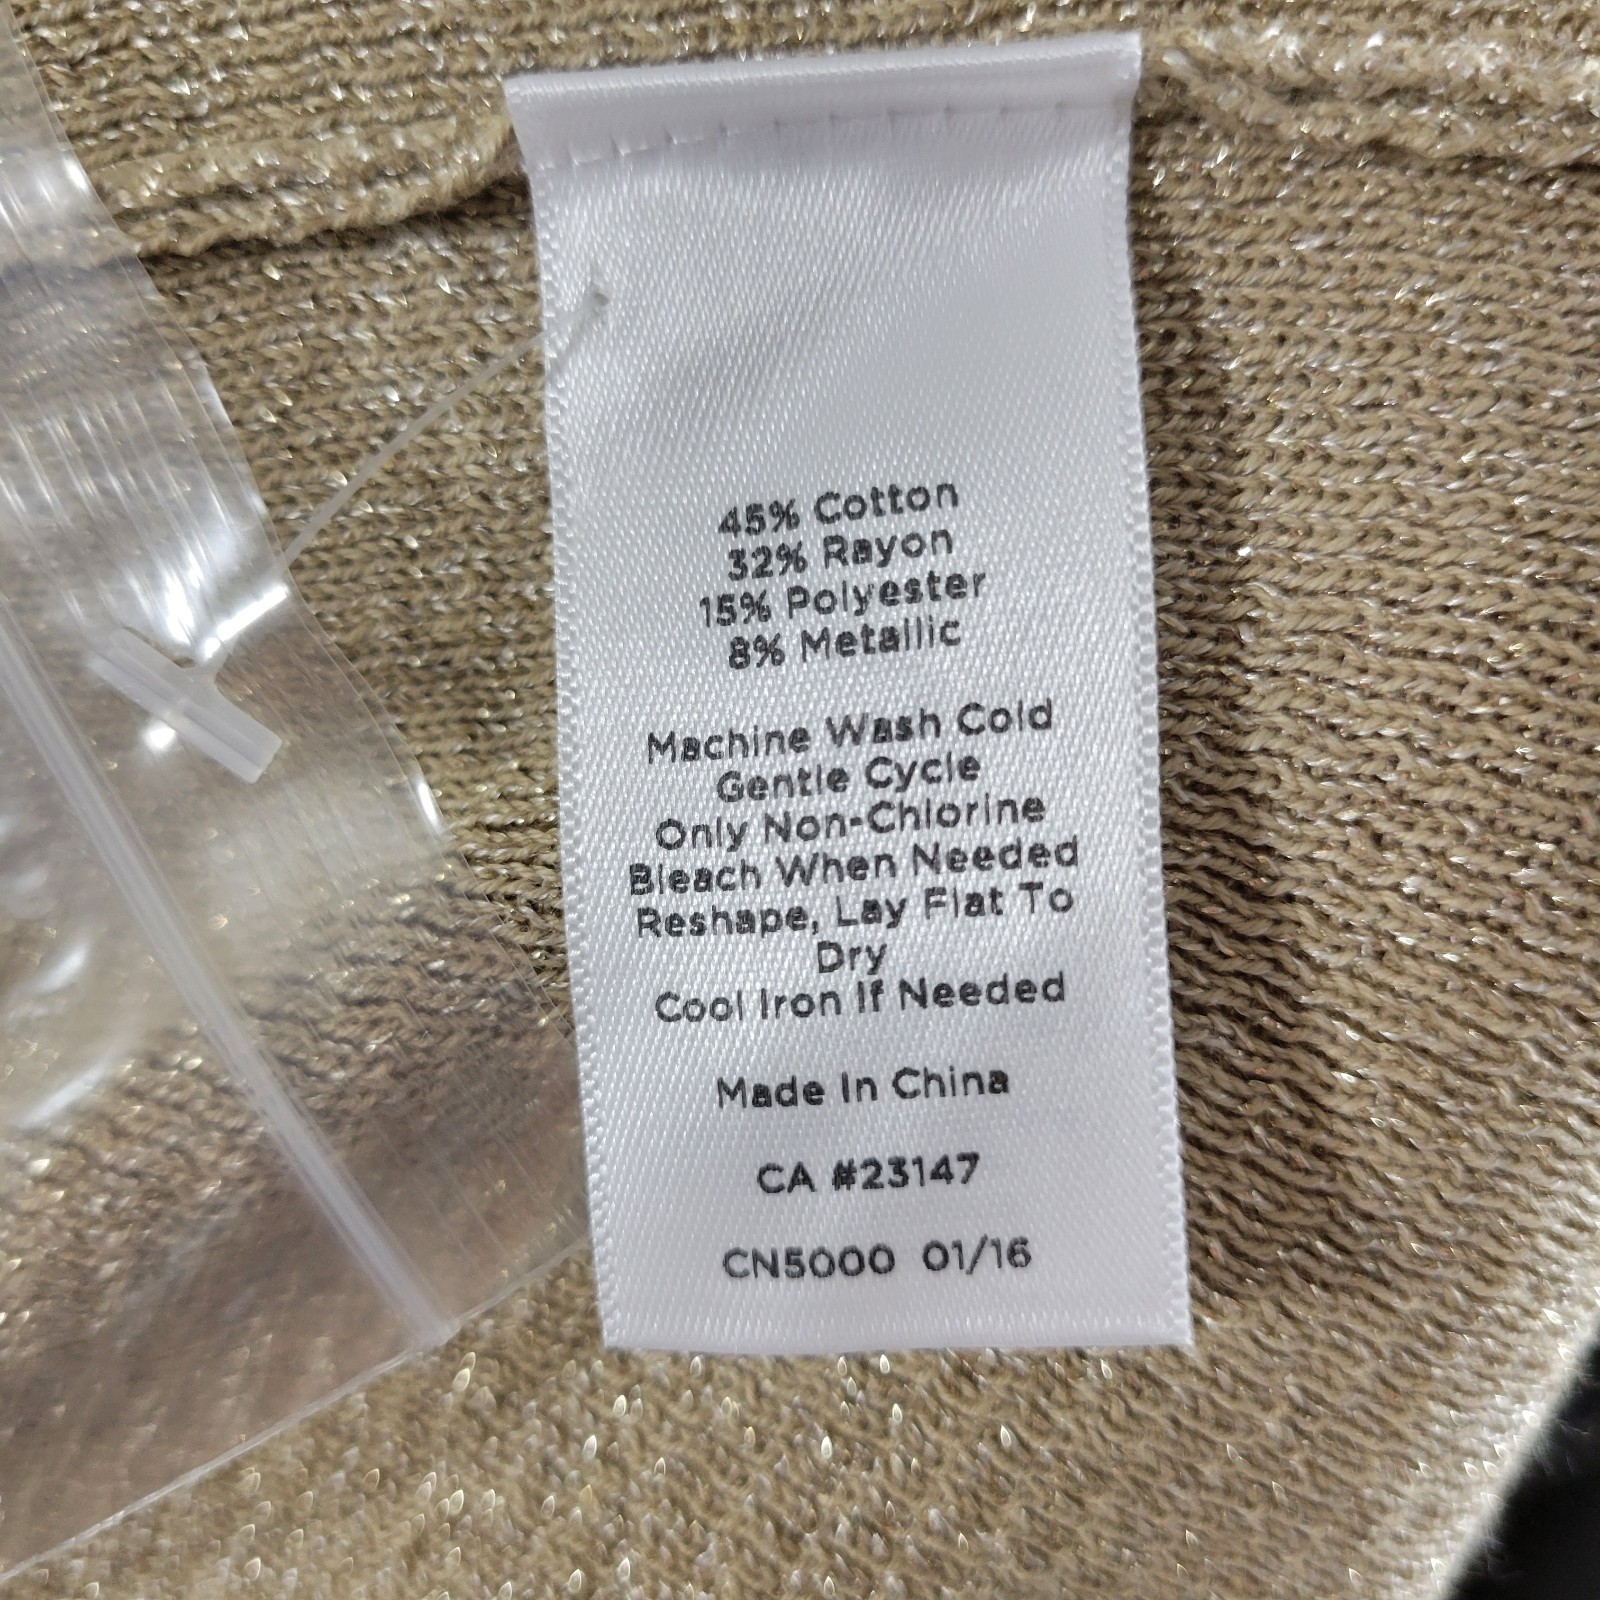 45% Cotton
32% Rayon
15% Polyester
8% Metallic
Machine Wash Cold
Gentle Cycle
Only Non-Chlorine
Bleach When Needed
Reshape, Lay Flat To
Dry
Cool Iron If Needed
Made In China
CA #23147
CN5000 01/16